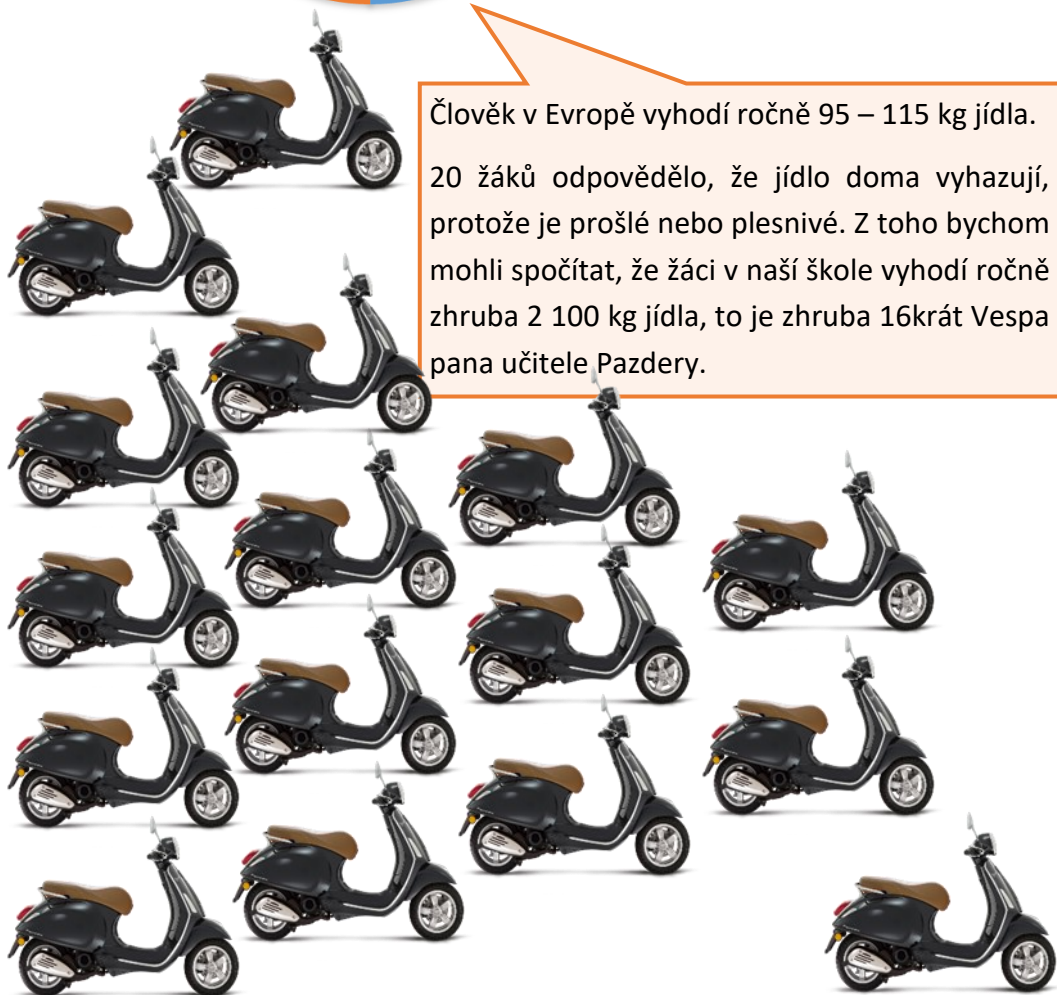 Člověk v Evropě vyhodí ročně 95 – 115 kg jídla.
20 žáků odpovědělo, že jídlo doma vyhazují,
protože je prošlé nebo plesnivé. Z toho bychom
mohli spočítat, že žáci v naší škole vyhodí ročně
zhruba 2 100 kg jídla, to je zhruba 16krát Vespa
pana učitele Pazdery.